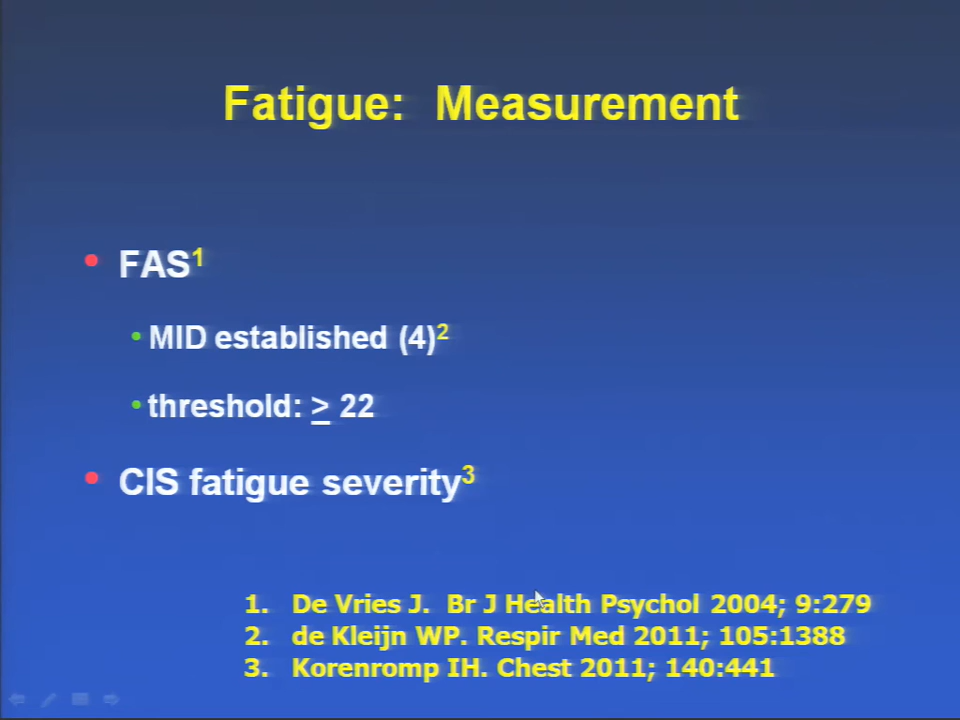 Fatigue: Measurement
• FAS¹
• MID established (4)²
• threshold: ≥ 22
• CIS fatigue severity³
1. De Vries J. Br J Health Psychol 2004; 9:279
2. de Kleijn WP. Respir Med 2011; 105:1388
3. Korenromp IH. Chest 2011; 140:441